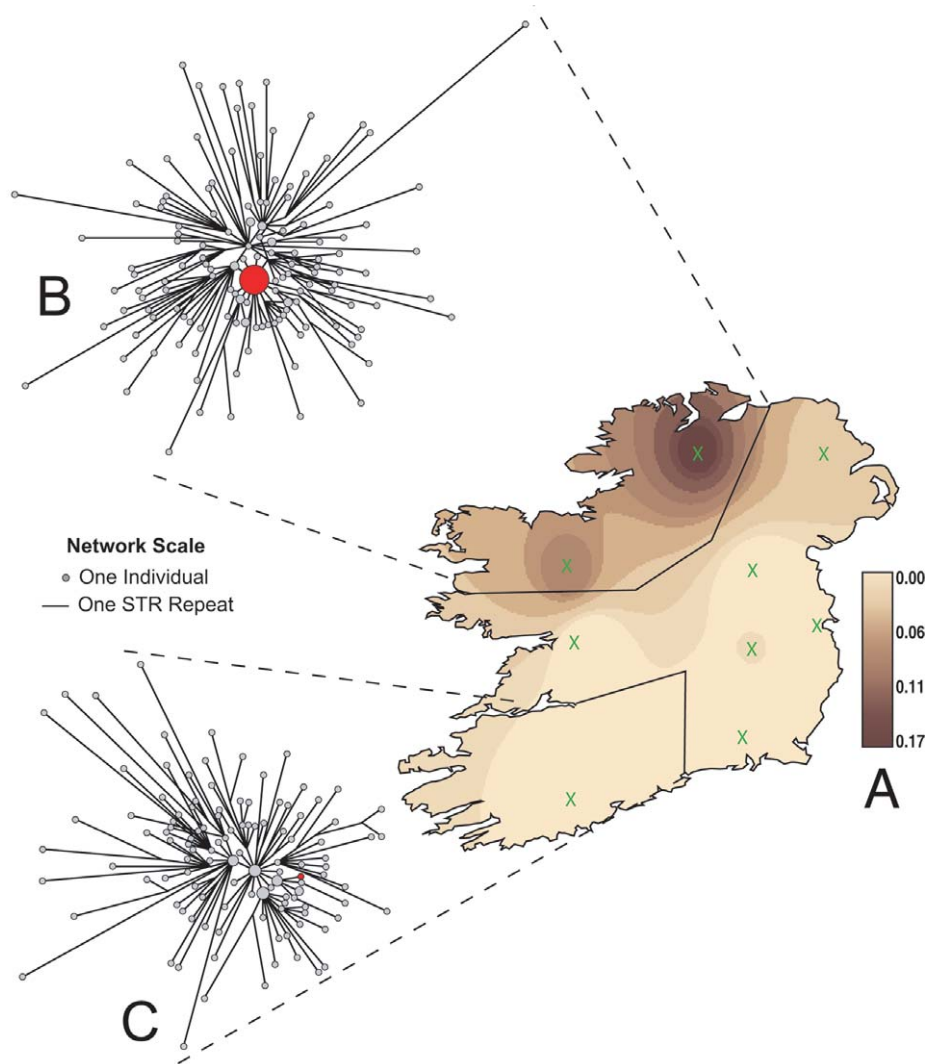 B
Network Scale
One Individual
One STR Repeat
X
X
X
X
X
X
X
X
X
0.00
0.06
0.11
0.17
A
C